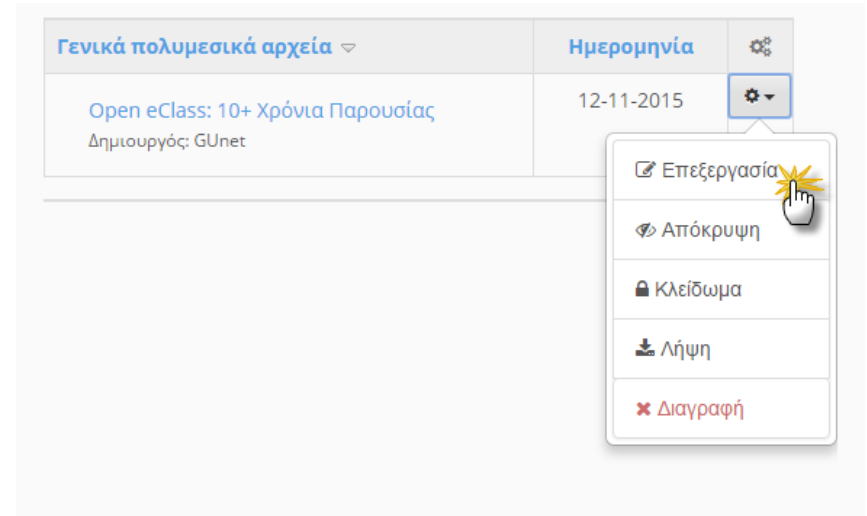 Γενικά πολυμεσικά αρχεία Ημερομηνία
Open eClass: 10+ Χρόνια Παρουσίας 12-11-2015
Δημιουργός: GUnet
Επεξεργασία
Απόκρυψη
Κλείδωμα
Λήψη
Διαγραφή